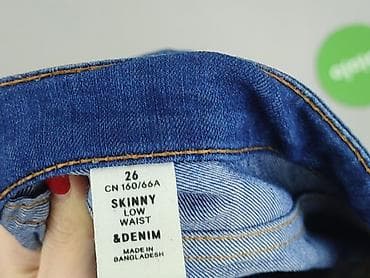 26
CN 160/66A
SKINNY
LOW
WAIST
&DENIM
MADE IN
BANGLADESH